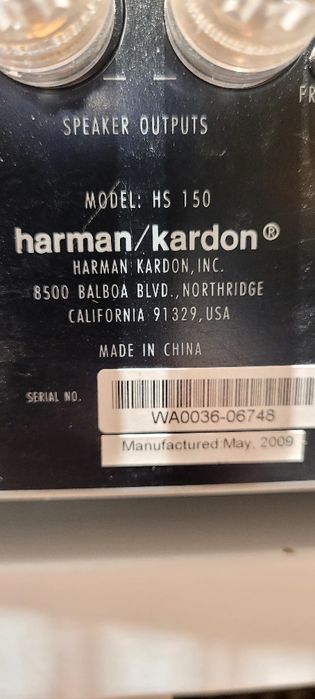 FR
SPEAKER OUTPUTS
MODEL: HS 150
harman/kardon®
HARMAN KARDON, INC.
8500 BALBOA BLVD., NORTHRIDGE
CALIFORNIA 91329, USA
MADE IN CHINA
SERIAL NO.
WA0036-06748
Manufactured: May, 2009